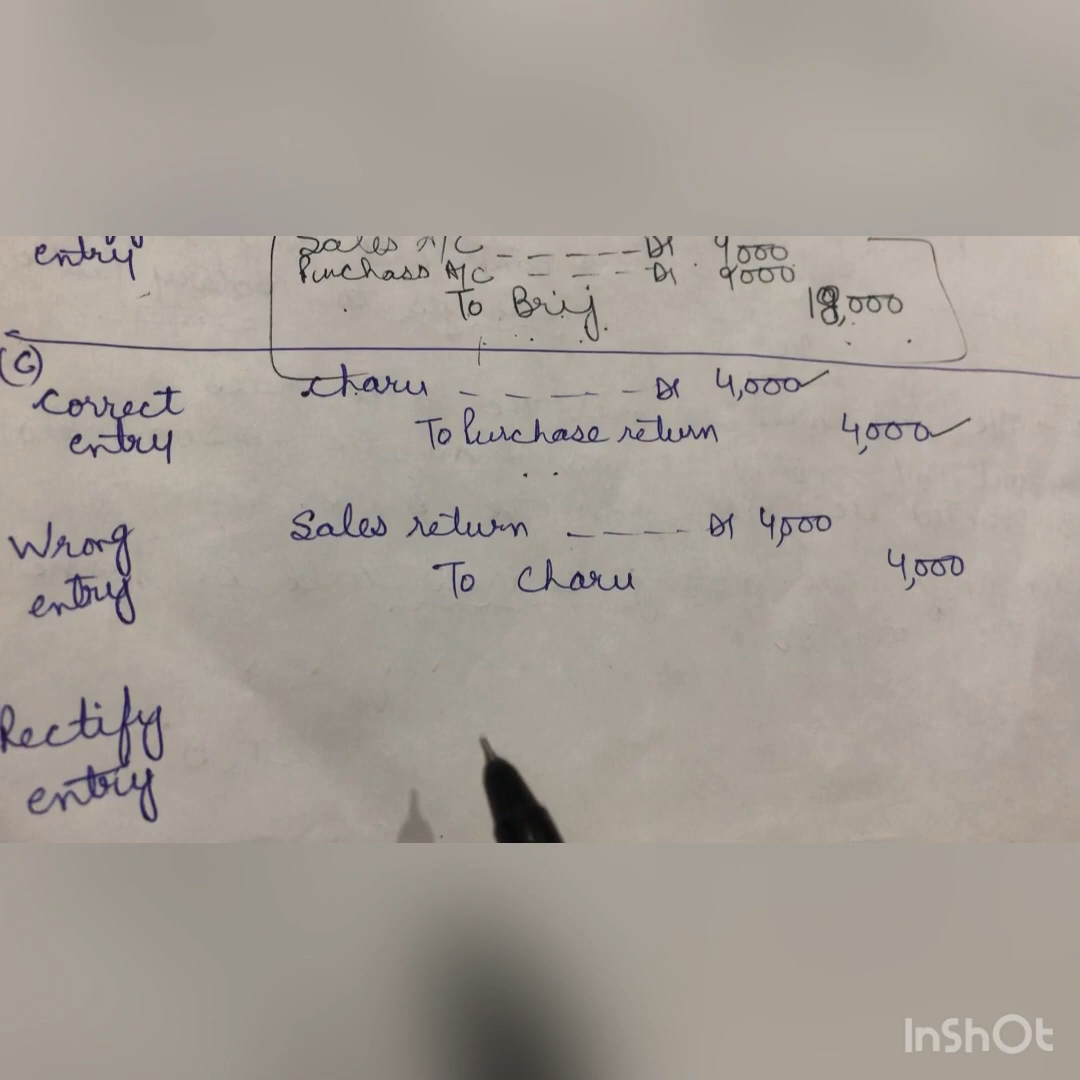 entry
Sales A/C ----- Dr 9000
Purchass A/C --- Dr 9000
To Brij 18,000
(C)
Correct entry
Charu ---- Dr 4,000
To Purchase return 4,000
Wrong entry
Sales return ---- Dr 4,000
To Charu 4,000
Rectify entry
InShOt